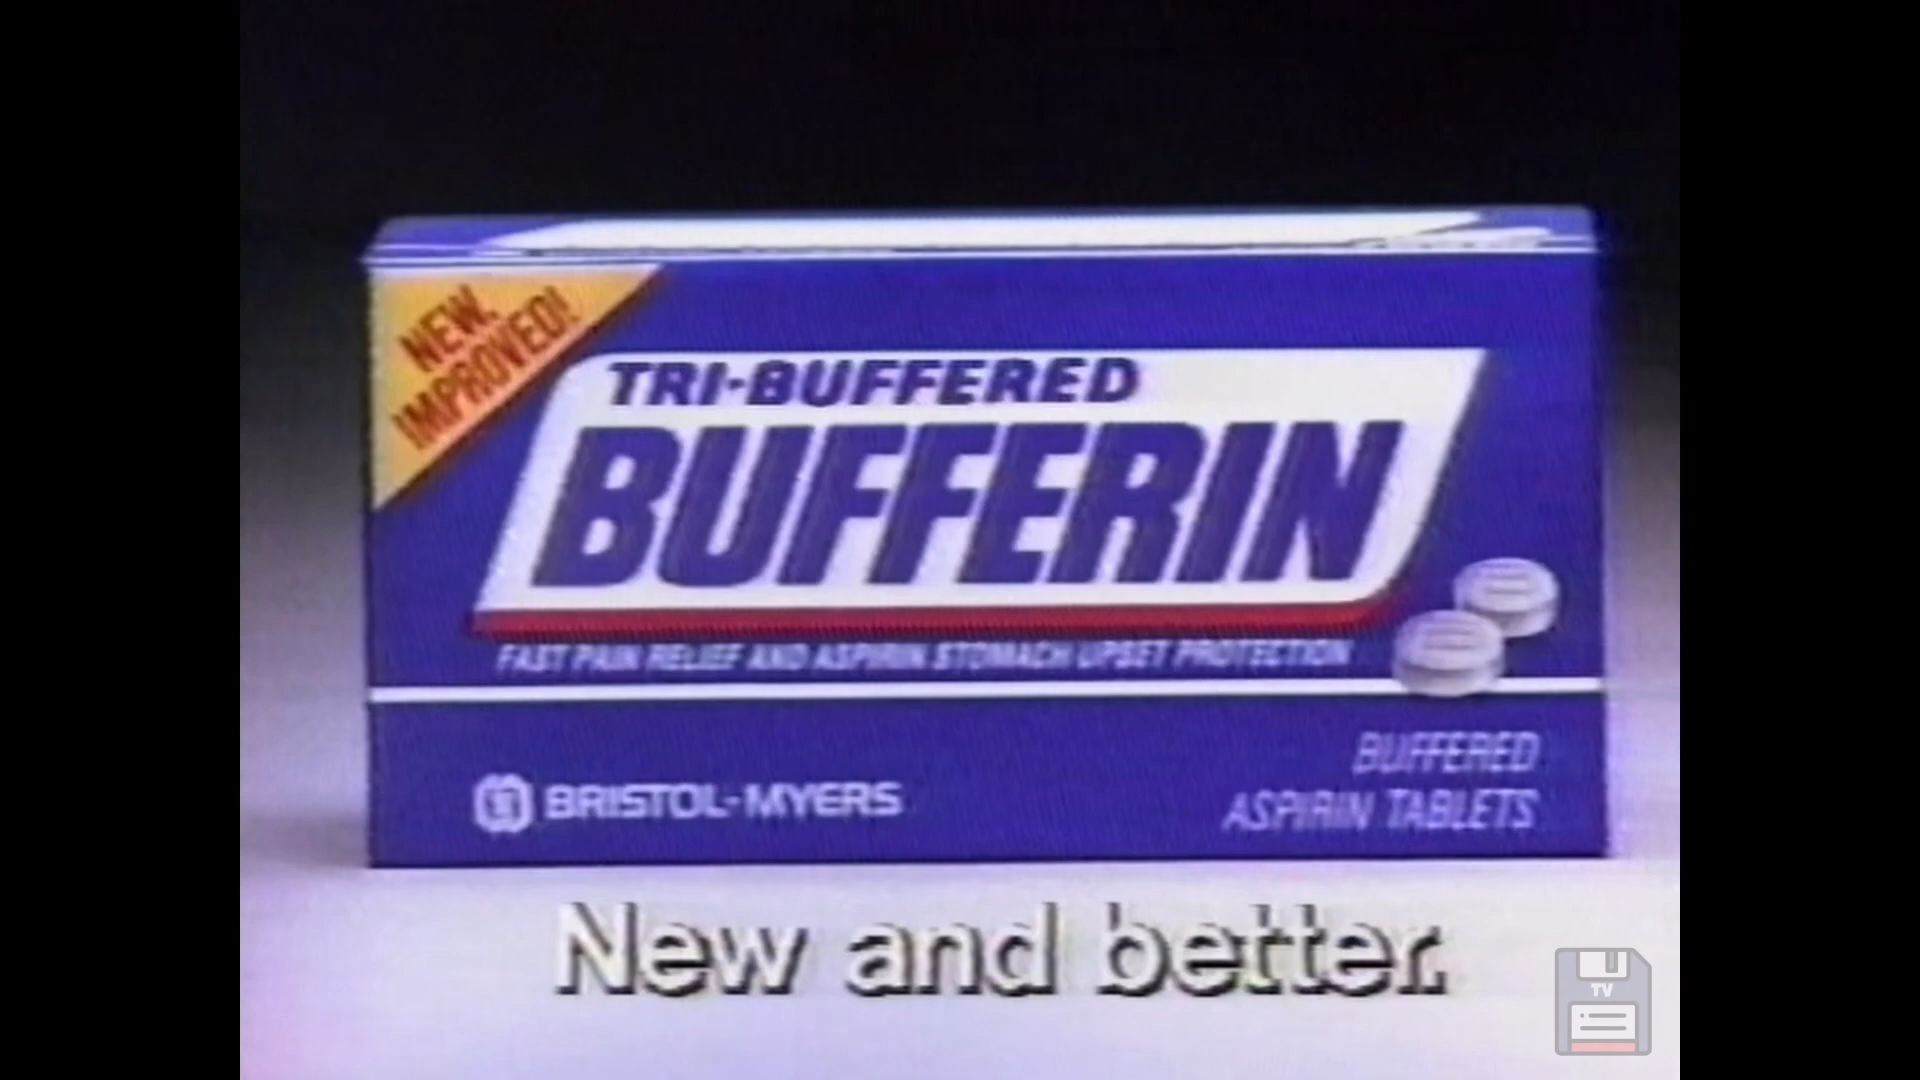 NEW,
IMPROVED!
TRI-BUFFERED
BUFFERIN
FAST PAIN RELIEF AND ASPIRIN STOMACH UPSET PROTECTION
BRISTOL-MYERS
BUFFERED
ASPIRIN TABLETS
New and better.
TV